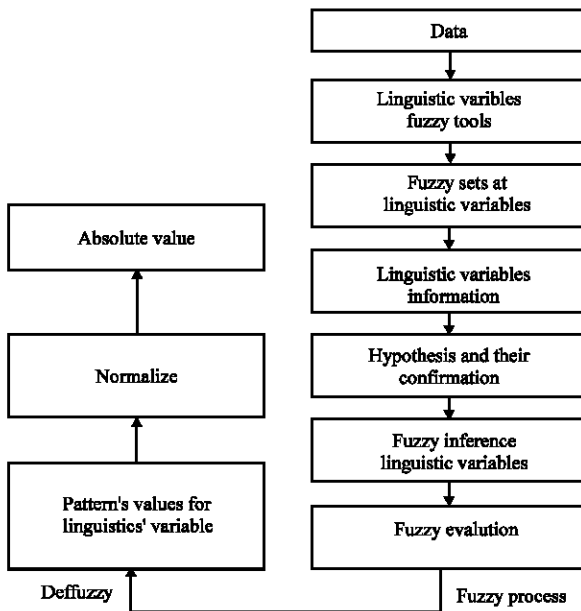 Data
Linguistic varibles
fuzzy tools
Fuzzy sets at
linguistic variables
Linguistic variables
information
Hypothesis and their
confirmation
Fuzzy inference
linguistic variables
Fuzzy evalution
Fuzzy process
Deffuzzy
Pattern's values for
linguistics' variable
Normalize
Absolute value